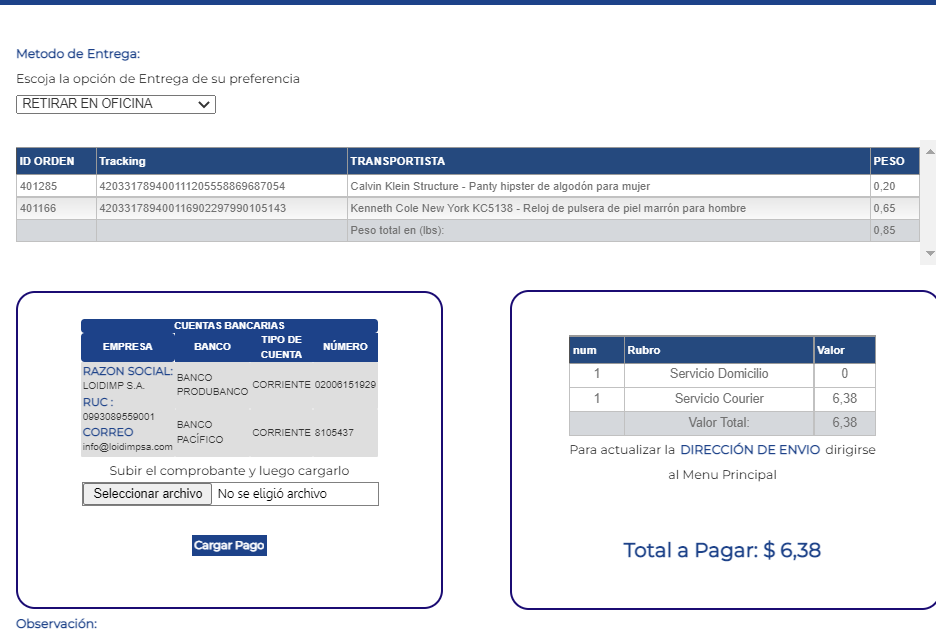 Metodo de Entrega:
Escoja la opción de Entrega de su preferencia
RETIRAR EN OFICINA
ID ORDEN Tracking TRANSPORTISTA PESO
401285 420331789400111205558869687054 Calvin Klein Structure - Panty hipster de algodón para mujer 0,20
401166 420331789400116902297990105143 Kenneth Cole New York KC5138 - Reloj de pulsera de piel marrón para hombre 0,65
Peso total en (lbs): 0,85
CUENTAS BANCARIAS
EMPRESA BANCO TIPO DE CUENTA NÚMERO
RAZON SOCIAL:
LOIDIMP S.A.
RUC :
0993089559001
CORREO
info@loidimpsa.com
BANCO PRODUBANCO CORRIENTE 02006151929
BANCO PACÍFICO CORRIENTE 8105437
Subir el comprobante y luego cargarlo
Seleccionar archivo No se eligió archivo
Cargar Pago
num Rubro Valor
1 Servicio Domicilio 0
1 Servicio Courier 6,38
Valor Total: 6,38
Para actualizar la DIRECCIÓN DE ENVIO dirigirse
al Menu Principal
Total a Pagar: $ 6,38
Observación: